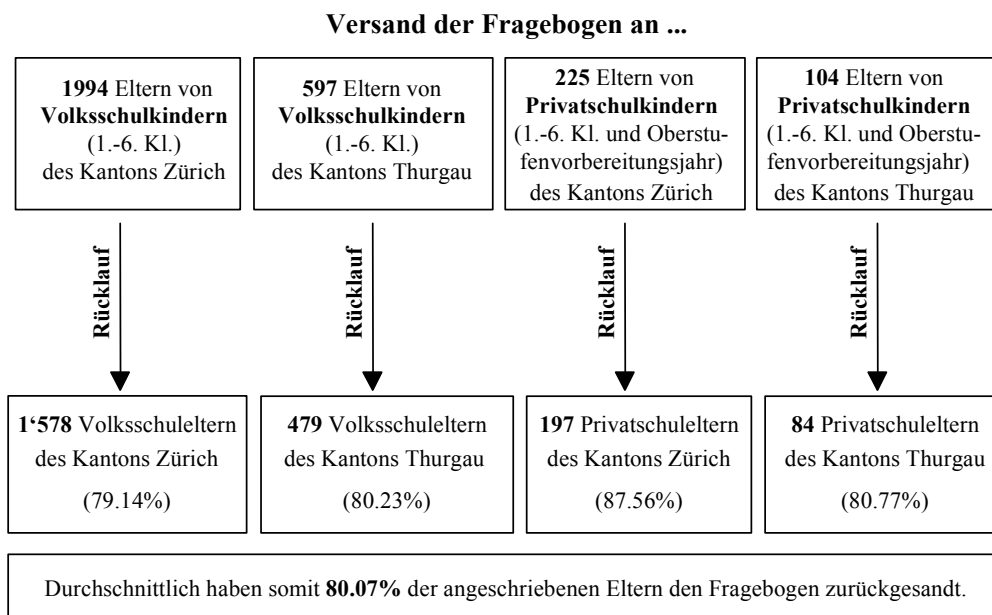 Versand der Fragebogen an ...
1994 Eltern von
Volksschulkindern
(1.-6. Kl.)
des Kantons Zürich
597 Eltern von
Volksschulkindern
(1.-6. Kl.)
des Kantons Thurgau
225 Eltern von
Privatschulkindern
(1.-6. Kl. und Oberstu-
fenvorbereitungsjahr)
des Kantons Zürich
104 Eltern von
Privatschulkindern
(1.-6. Kl. und Oberstu-
fenvorbereitungsjahr)
des Kantons Thurgau
Rücklauf
Rücklauf
Rücklauf
Rücklauf
1‘578 Volksschuleltern
des Kantons Zürich
(79.14%)
479 Volksschuleltern
des Kantons Thurgau
(80.23%)
197 Privatschuleltern
des Kantons Zürich
(87.56%)
84 Privatschuleltern
des Kantons Thurgau
(80.77%)
Durchschnittlich haben somit 80.07% der angeschriebenen Eltern den Fragebogen zurückgesandt.